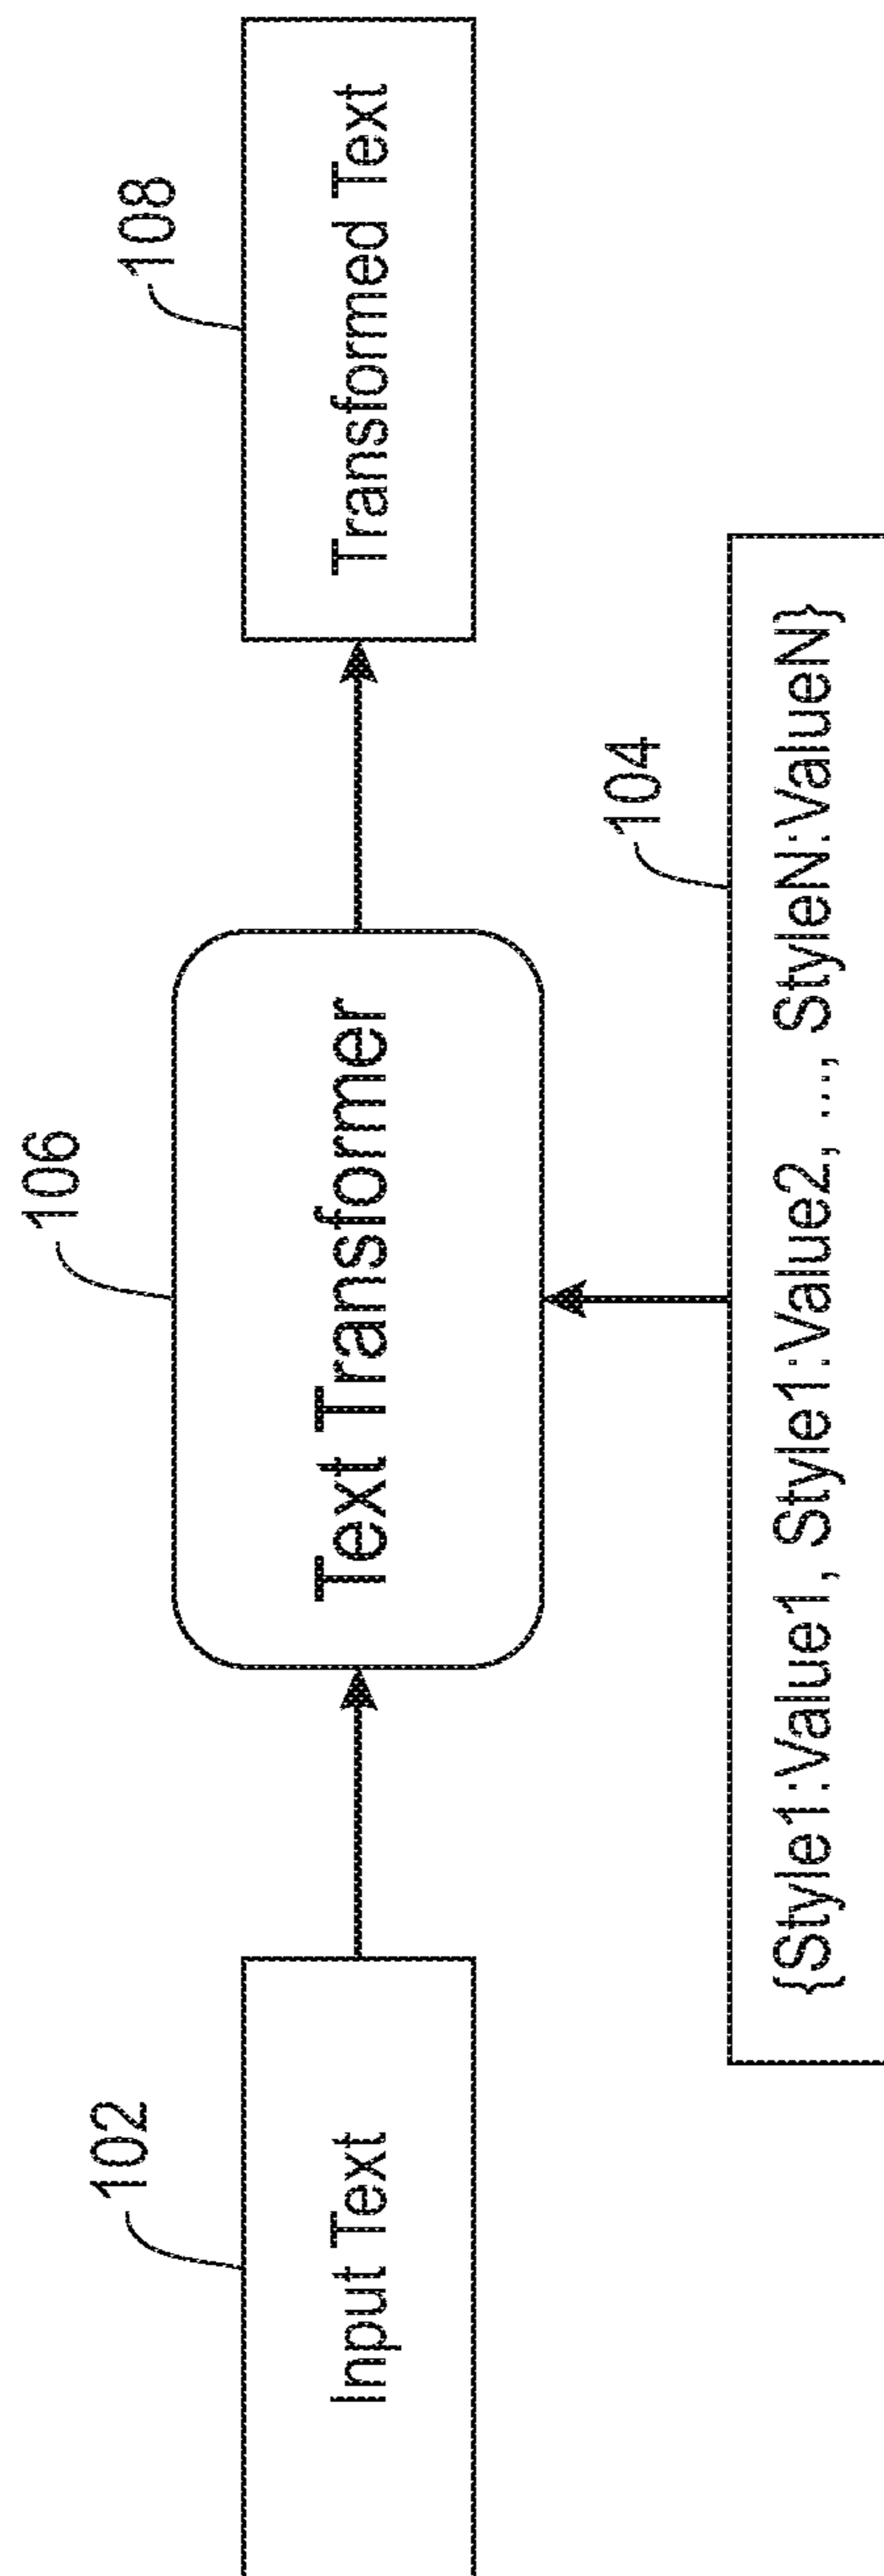 106
108
102
Input Text
Text Transformer
Transformed Text
104
{Style1:Value1, Style1:Value2, ..., StyleN:ValueN}